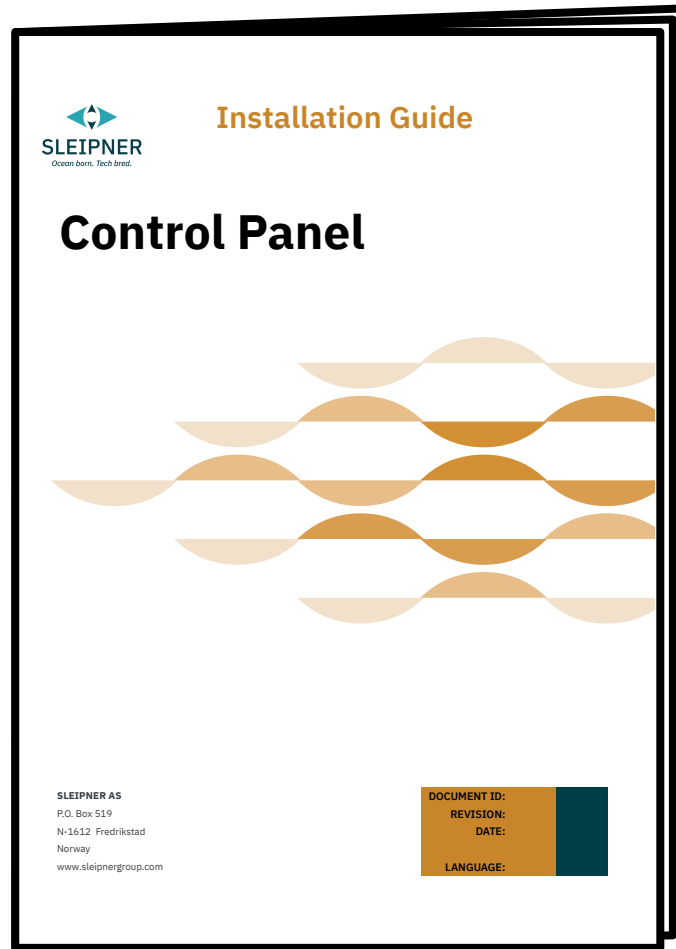 SLEIPNER
Ocean born. Tech bred.
Installation Guide
Control Panel
SLEIPNER AS
P.O. Box 519
N-1612 Fredrikstad
Norway
www.sleipnergroup.com
DOCUMENT ID:
REVISION:
DATE:
LANGUAGE: